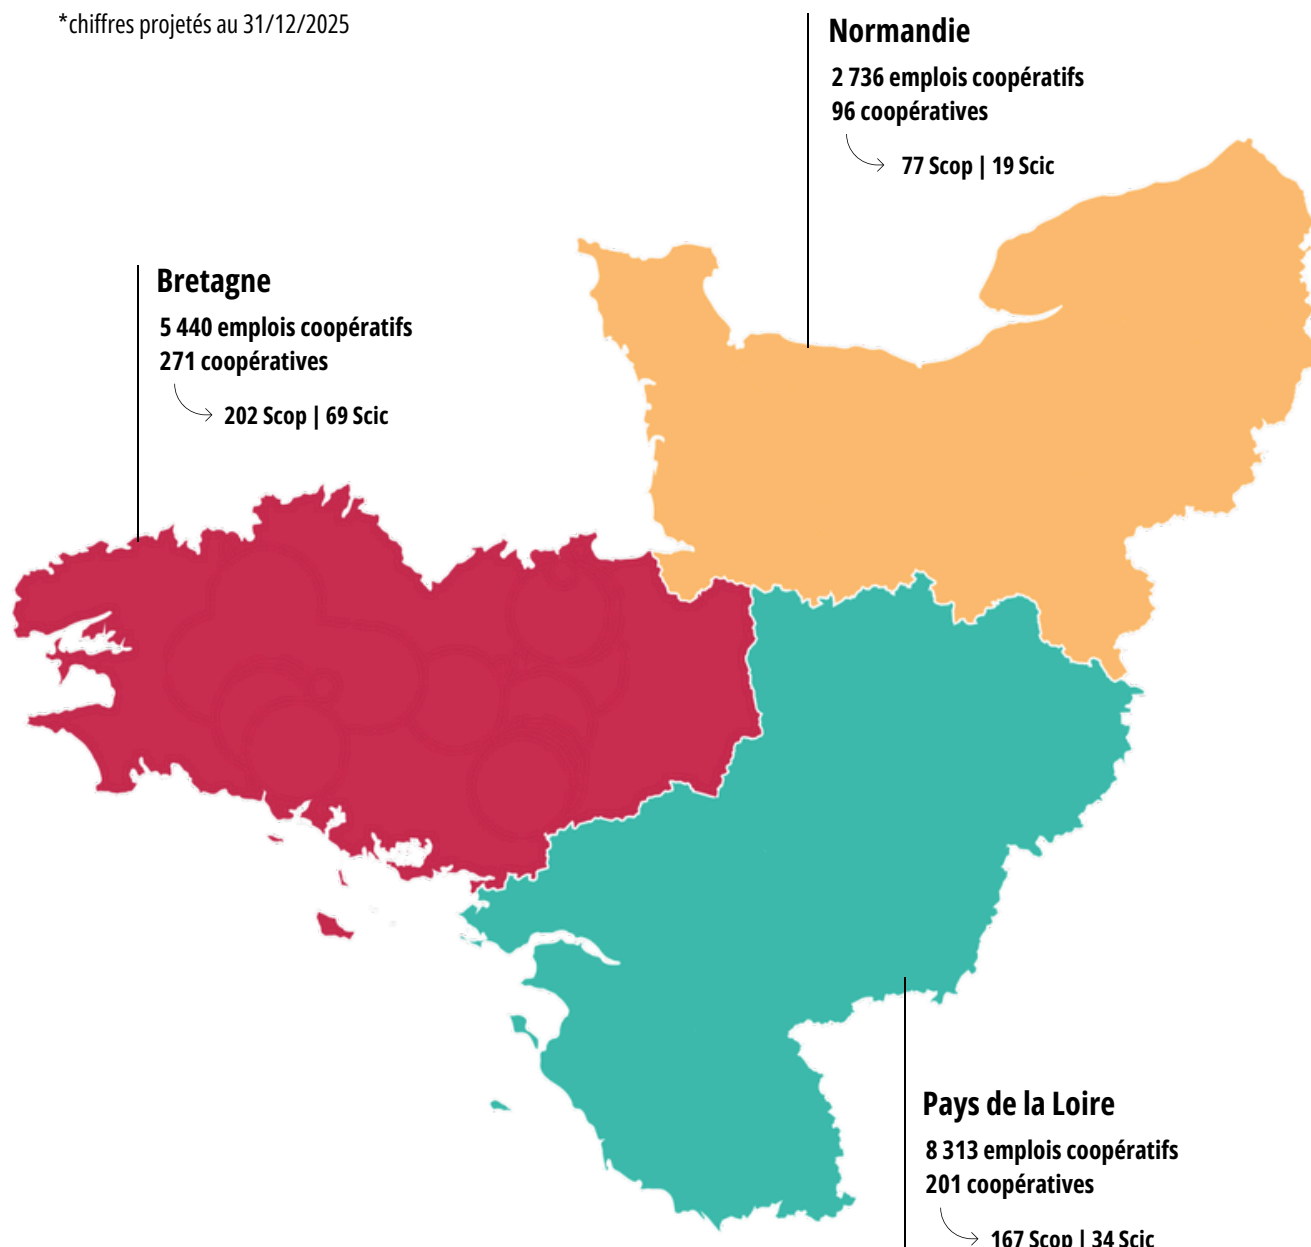 *chiffres projetés au 31/12/2025
Normandie
2 736 emplois coopératifs
96 coopératives
77 Scop | 19 Scic
Bretagne
5 440 emplois coopératifs
271 coopératives
202 Scop | 69 Scic
Pays de la Loire
8 313 emplois coopératifs
201 coopératives
167 Scop | 34 Scic